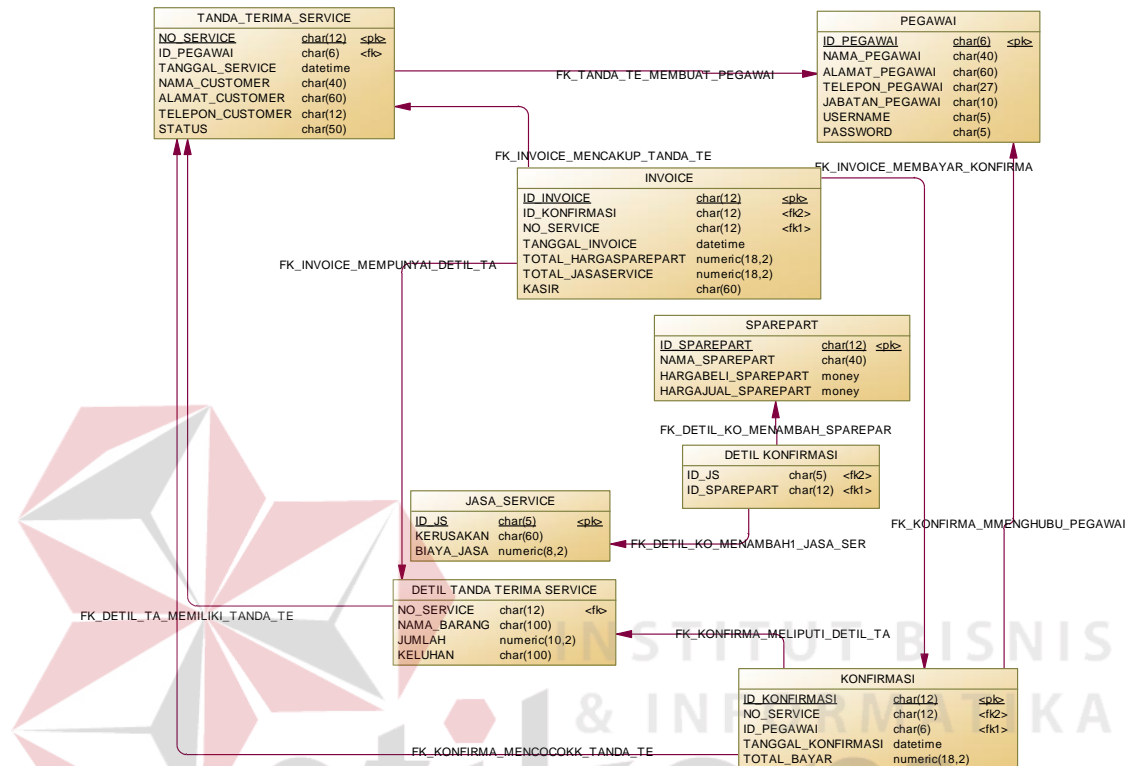 TANDA_TERIMA_SERVICE
NO_SERVICE char(12) <pk>
ID_PEGAWAI char(6) <fk>
TANGGAL_SERVICE datetime
NAMA_CUSTOMER char(40)
ALAMAT_CUSTOMER char(60)
TELEPON_CUSTOMER char(12)
STATUS char(50)
PEGAWAI
ID_PEGAWAI char(6) <pk>
NAMA_PEGAWAI char(40)
ALAMAT_PEGAWAI char(60)
TELEPON_PEGAWAI char(27)
JABATAN_PEGAWAI char(10)
USERNAME char(5)
PASSWORD char(5)
FK_TANDA_TE_MEMBUAT_PEGAWAI
FK_INVOICE_MENCAKUP_TANDA_TE
FK_INVOICE_MEMBAYAR_KONFIRMA
INVOICE
ID_INVOICE char(12) <pk>
ID_KONFIRMASI char(12) <fk2>
NO_SERVICE char(12) <fk1>
TANGGAL_INVOICE datetime
TOTAL_HARGASPAREPART numeric(18,2)
TOTAL_JASASERVICE numeric(18,2)
KASIR char(60)
FK_INVOICE_MEMPUNYAI_DETIL_TA
SPAREPART
ID_SPAREPART char(12) <pk>
NAMA_SPAREPART char(40)
HARGABELI_SPAREPART money
HARGAJUAL_SPAREPART money
FK_DETIL_KO_MENAMBAH_SPAREPAR
DETIL KONFIRMASI
ID_JS char(5) <fk2>
ID_SPAREPART char(12) <fk1>
JASA_SERVICE
ID_JS char(5) <pk>
KERUSAKAN char(60)
BIAYA_JASA numeric(8,2)
FK_KONFIRMA_MMENGHUBU_PEGAWAI
FK_DETIL_KO_MENAMBAH1_JASA_SER
DETIL TANDA TERIMA SERVICE
NO_SERVICE char(12) <fk>
NAMA_BARANG char(100)
JUMLAH numeric(10,2)
KELUHAN char(100)
FK_DETIL_TA_MEMILIKI_TANDA_TE
FK_KONFIRMA_MELIPUTI_DETIL_TA
INSTITUT BISNIS
& INFORMATIKA
KONFIRMASI
ID_KONFIRMASI char(12) <pk>
NO_SERVICE char(12) <fk2>
ID_PEGAWAI char(6) <fk1>
TANGGAL_KONFIRMASI datetime
TOTAL_BAYAR numeric(18,2)
FK_KONFIRMA_MENCOCOKK_TANDA_TE